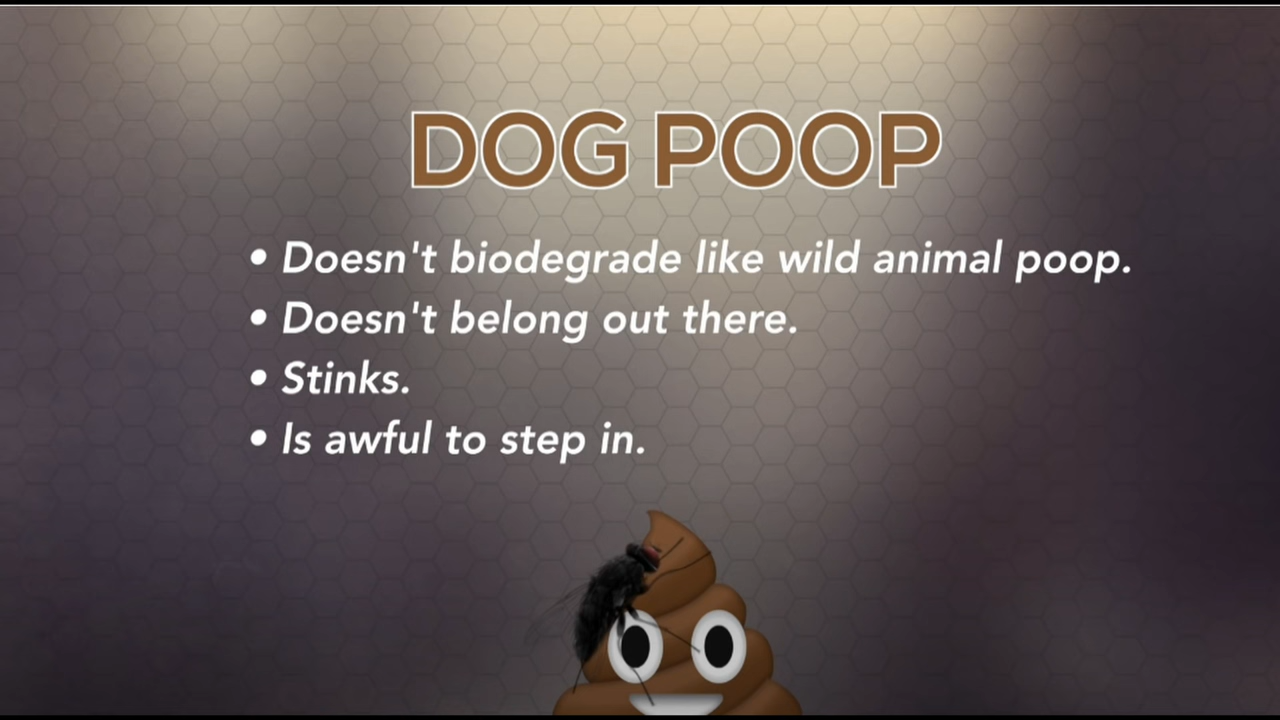 DOG POOP
• Doesn't biodegrade like wild animal poop.
• Doesn't belong out there.
• Stinks.
• Is awful to step in.